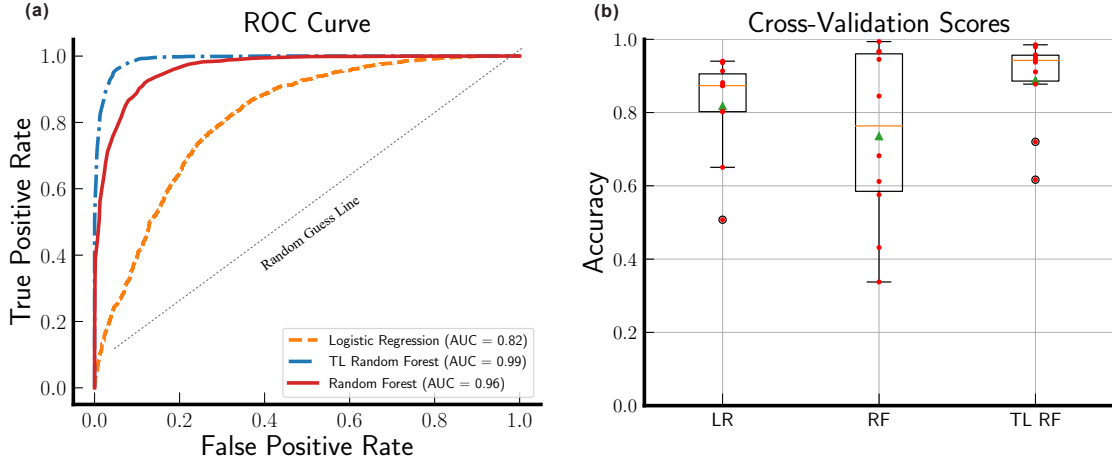 (a)
ROC Curve
True Positive Rate
1.0
0.8
0.6
0.4
0.2
0.0
Random Guess Line
Logistic Regression (AUC = 0.82)
TL Random Forest (AUC = 0.99)
Random Forest (AUC = 0.96)
0.0 0.2 0.4 0.6 0.8 1.0
False Positive Rate
(b)
Cross-Validation Scores
Accuracy
1.0
0.8
0.6
0.4
0.2
0.0
LR RF TL RF